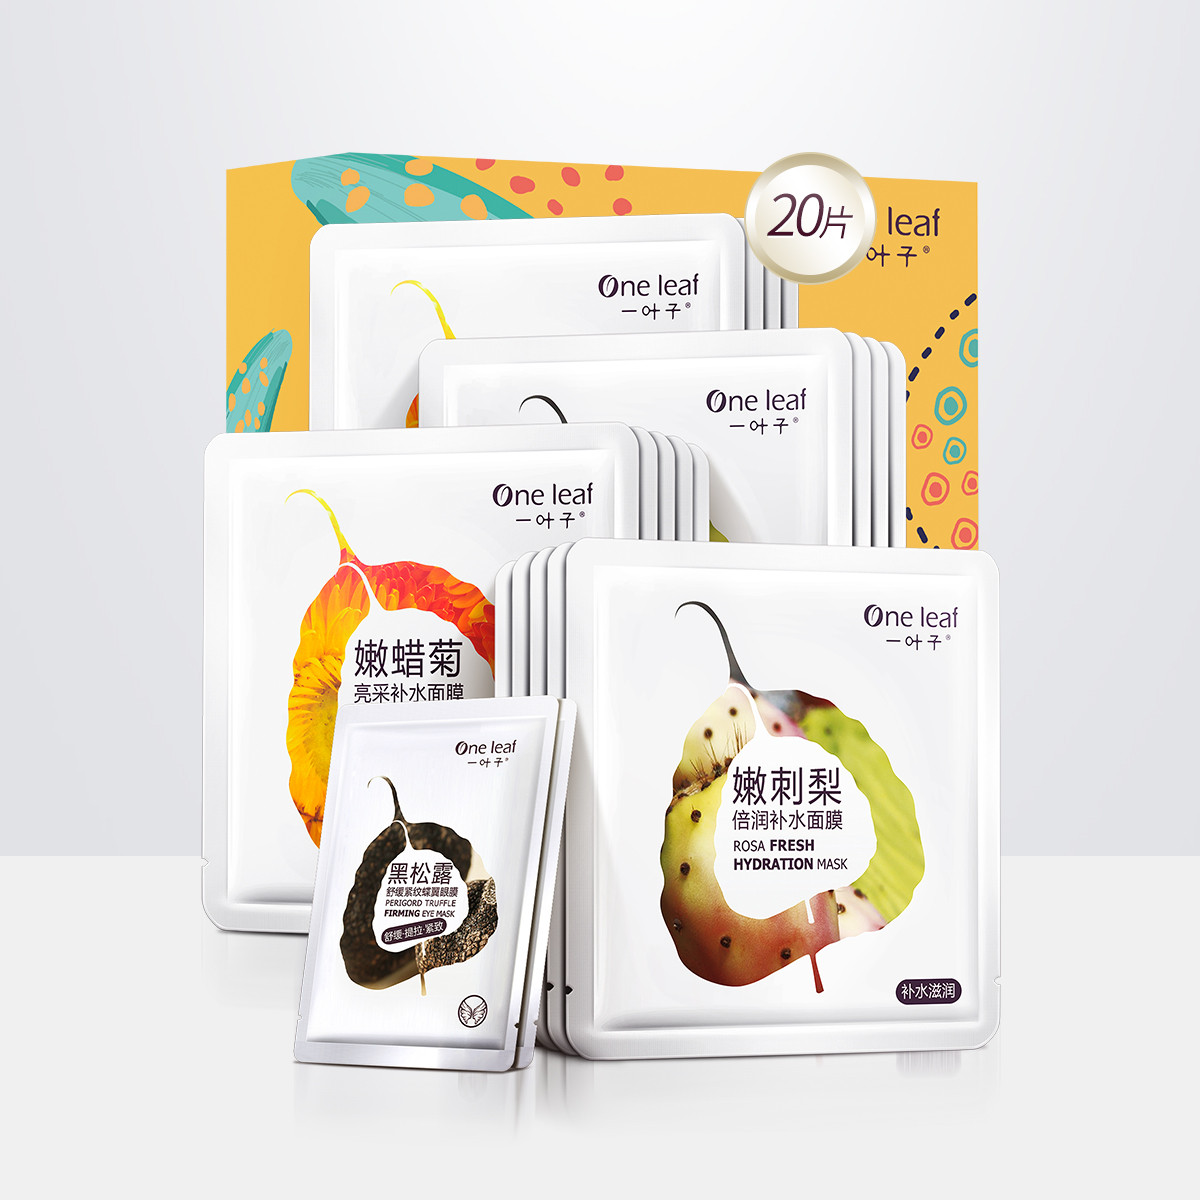 20片
leaf
叶子®
One leaf
一叶子®
One leaf
一叶子®
One leaf
一叶子®
嫩蜡菊
亮采补水面膜
One leaf
一叶子®
嫩刺梨
倍润补水面膜
ROSA FRESH
HYDRATION MASK
补水滋润
One leaf
一叶子®
黑松露
舒缓紧纹蝶翼眼膜
PERIGORD TRUFFLE
FIRMING EYE MASK
舒缓·提拉·紧致